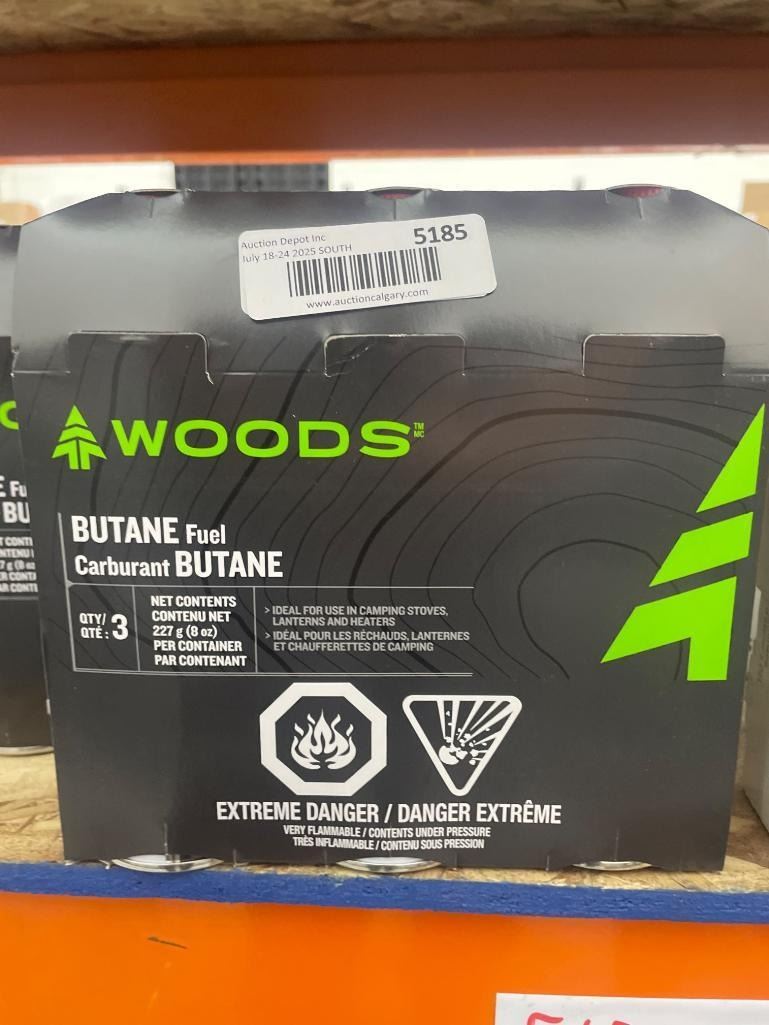 Auction Depot Inc
5185
July 18-24 2025 SOUTH
www.auctioncalgary.com
WOODS™
MC
BUTANE Fuel
Carburant BUTANE
QTY/
QTÉ : 3
NET CONTENTS
CONTENU NET
227 g (8 oz)
PER CONTAINER
PAR CONTENANT
> IDEAL FOR USE IN CAMPING STOVES,
LANTERNS AND HEATERS
> IDÉAL POUR LES RÉCHAUDS, LANTERNES
ET CHAUFFERETTES DE CAMPING
EXTREME DANGER / DANGER EXTRÊME
VERY FLAMMABLE / CONTENTS UNDER PRESSURE
TRÈS INFLAMMABLE / CONTENU SOUS PRESSION